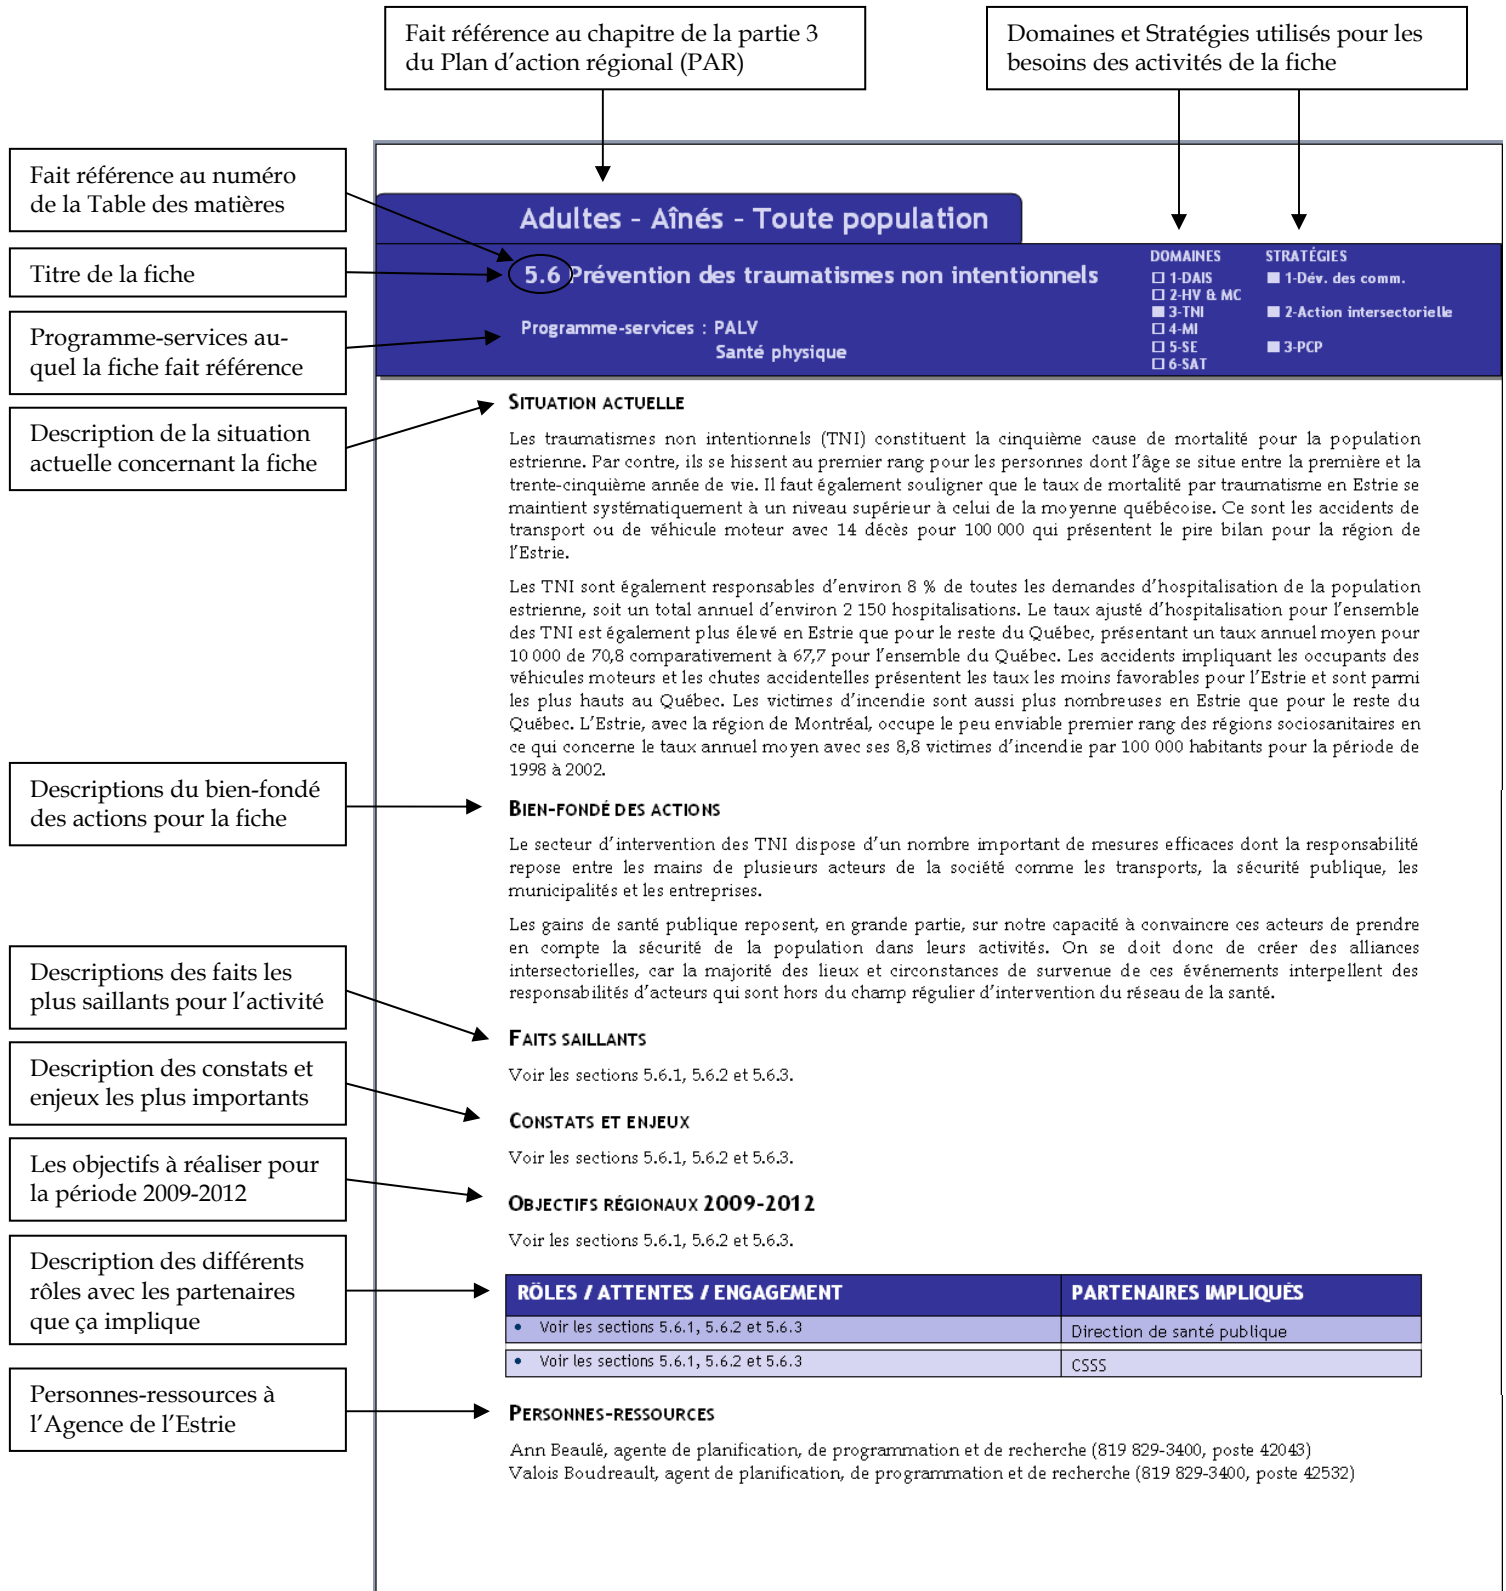 Fait référence au chapitre de la partie 3
du Plan d’action régional (PAR)
Domaines et Stratégies utilisés pour les
besoins des activités de la fiche
Fait référence au numéro
de la Table des matières
Titre de la fiche
Programme-services au-
quel la fiche fait référence
Description de la situation
actuelle concernant la fiche
Descriptions du bien-fondé
des actions pour la fiche
Descriptions des faits les
plus saillants pour l’activité
Description des constats et
enjeux les plus importants
Les objectifs à réaliser pour
la période 2009-2012
Description des différents
rôles avec les partenaires
que ça implique
Personnes-ressources à
l’Agence de l’Estrie
Adultes - Aînés - Toute population
5.6 Prévention des traumatismes non intentionnels
Programme-services : PALV
Santé physique
DOMAINES
☐ 1-DAIS
☐ 2-HV & MC
■ 3-TNI
☐ 4-MI
☐ 5-SE
☐ 6-SAT
STRATÉGIES
■ 1-Dév. des comm.
■ 2-Action intersectorielle
■ 3-PCP
SITUATION ACTUELLE
Les traumatismes non intentionnels (TNI) constituent la cinquième cause de mortalité pour la population
estrienne. Par contre, ils se hissent au premier rang pour les personnes dont l’âge se situe entre la première et la
trente-cinquième année de vie. Il faut également souligner que le taux de mortalité par traumatisme en Estrie se
maintient systématiquement à un niveau supérieur à celui de la moyenne québécoise. Ce sont les accidents de
transport ou de véhicule moteur avec 14 décès pour 100 000 qui présentent le pire bilan pour la région de
l’Estrie.
Les TNI sont également responsables d’environ 8 % de toutes les demandes d’hospitalisation de la population
estrienne, soit un total annuel d’environ 2 150 hospitalisations. Le taux ajusté d’hospitalisation pour l’ensemble
des TNI est également plus élevé en Estrie que pour le reste du Québec, présentant un taux annuel moyen pour
10 000 de 70,8 comparativement à 67,7 pour l’ensemble du Québec. Les accidents impliquant les occupants des
véhicules moteurs et les chutes accidentelles présentent les taux les moins favorables pour l’Estrie et sont parmi
les plus hauts au Québec. Les victimes d’incendie sont aussi plus nombreuses en Estrie que pour le reste du
Québec. L’Estrie, avec la région de Montréal, occupe le peu enviable premier rang des régions sociosanitaires en
ce qui concerne le taux annuel moyen avec ses 8,8 victimes d’incendie par 100 000 habitants pour la période de
1998 à 2002.
BIEN-FONDÉ DES ACTIONS
Le secteur d’intervention des TNI dispose d’un nombre important de mesures efficaces dont la responsabilité
repose entre les mains de plusieurs acteurs de la société comme les transports, la sécurité publique, les
municipalités et les entreprises.
Les gains de santé publique reposent, en grande partie, sur notre capacité à convaincre ces acteurs de prendre
en compte la sécurité de la population dans leurs activités. On se doit donc de créer des alliances
intersectorielles, car la majorité des lieux et circonstances de survenue de ces événements interpellent des
responsabilités d’acteurs qui sont hors du champ régulier d’intervention du réseau de la santé.
FAITS SAILLANTS
Voir les sections 5.6.1, 5.6.2 et 5.6.3.
CONSTATS ET ENJEUX
Voir les sections 5.6.1, 5.6.2 et 5.6.3.
OBJECTIFS RÉGIONAUX 2009-2012
Voir les sections 5.6.1, 5.6.2 et 5.6.3.
RÔLES / ATTENTES / ENGAGEMENT
PARTENAIRES IMPLIQUÉS
• Voir les sections 5.6.1, 5.6.2 et 5.6.3
Direction de santé publique
• Voir les sections 5.6.1, 5.6.2 et 5.6.3
CSSS
PERSONNES-RESSOURCES
Ann Beaulé, agente de planification, de programmation et de recherche (819 829-3400, poste 42043)
Valois Boudreault, agent de planification, de programmation et de recherche (819 829-3400, poste 42532)